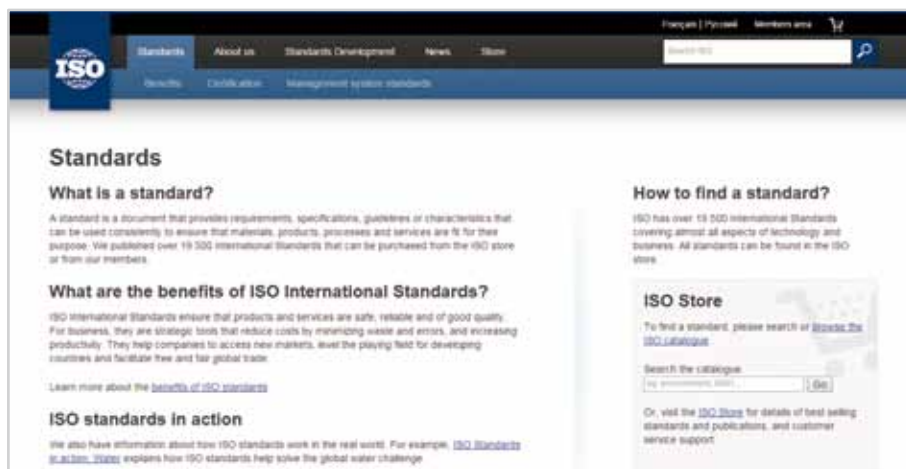 Français | Русский Members area
Standards About us Standards Development News Store
Search ISO
ISO
Benefits Certification Management system standards
Standards
What is a standard?
A standard is a document that provides requirements, specifications, guidelines or characteristics that
can be used consistently to ensure that materials, products, processes and services are fit for their
purpose. We published over 19 500 International Standards that can be purchased from the ISO store
or from our members.
What are the benefits of ISO International Standards?
ISO International Standards ensure that products and services are safe, reliable and of good quality.
For business, they are strategic tools that reduce costs by minimizing waste and errors, and increasing
productivity. They help companies to access new markets, level the playing field for developing
countries and facilitate free and fair global trade.
Learn more about the benefits of ISO standards
ISO standards in action
We also have information about how ISO standards work in the real world. For example, ISO Standards
in action: Water explains how ISO standards help solve the global water challenge
How to find a standard?
ISO has over 19 500 International Standards
covering almost all aspects of technology and
business. All standards can be found in the ISO
store.
ISO Store
To find a standard, please search or browse the
ISO catalogue
Search the catalogue
Go
Or, visit the ISO Store for details of best selling
standards and publications, and customer
service support